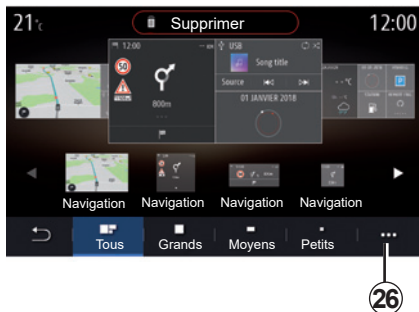 21°c
Supprimer
12:00
12:00
USB
50
Song title
Source
800m
01 JANVIER 2018
Navigation Navigation Navigation Navigation
Tous Grands Moyens Petits
26